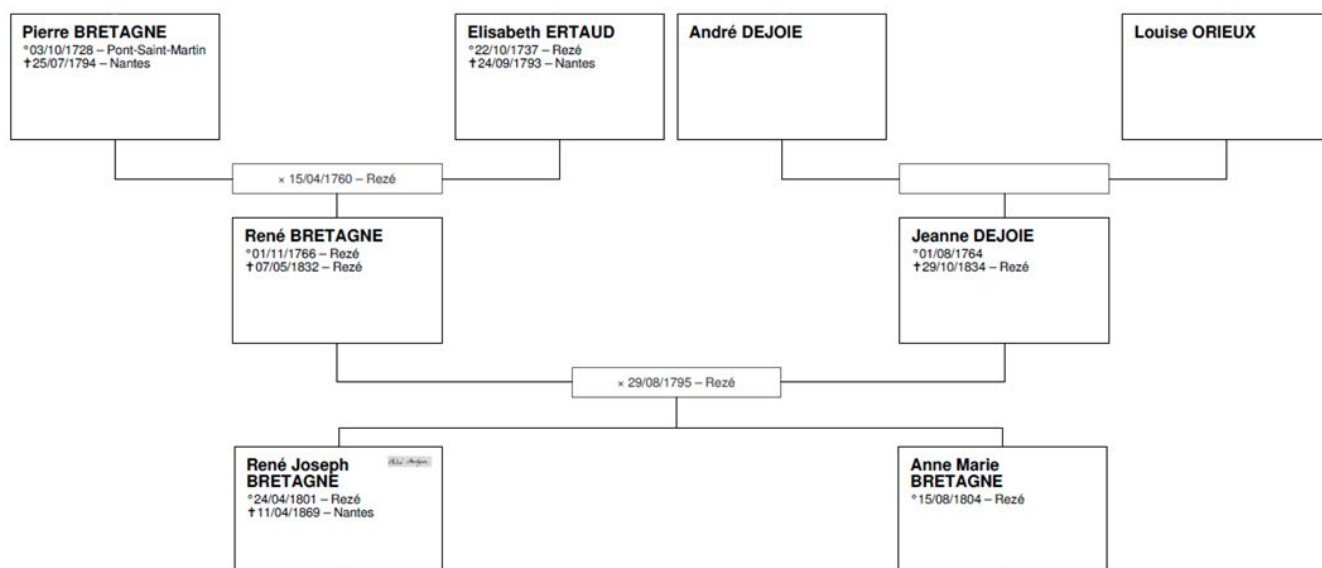 Pierre BRETAGNE
°03/10/1728 – Pont-Saint-Martin
✝25/07/1794 – Nantes
Elisabeth ERTAUD
°22/10/1737 – Rezé
✝24/09/1793 – Nantes
André DEJOIE
Louise ORIEUX
× 15/04/1760 – Rezé
René BRETAGNE
°01/11/1766 – Rezé
✝07/05/1832 – Rezé
Jeanne DEJOIE
°01/08/1764
✝29/10/1834 – Rezé
× 29/08/1795 – Rezé
René Joseph
BRETAGNE
°24/04/1801 – Rezé
✝11/04/1869 – Nantes
Anne Marie
BRETAGNE
°15/08/1804 – Rezé